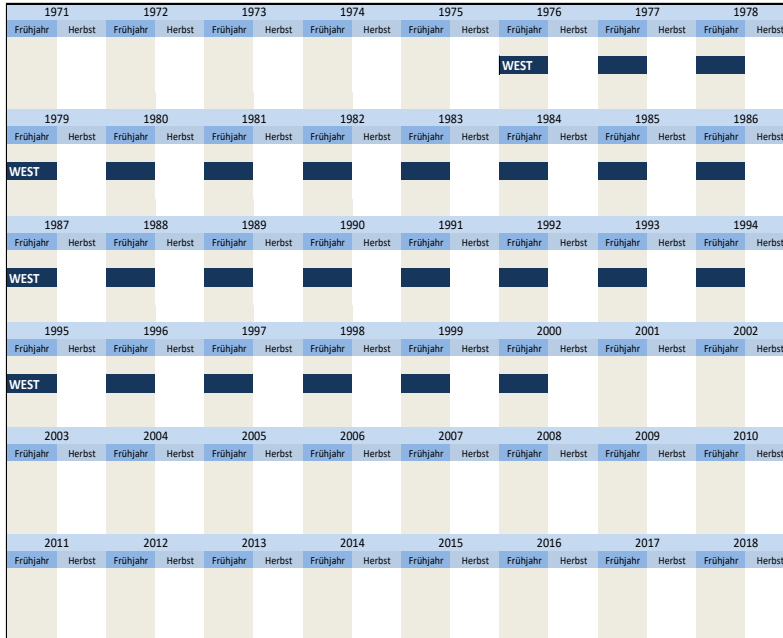 1971 1972 1973 1974 1975 1976 1977 1978
Frühjahr Herbst Frühjahr Herbst Frühjahr Herbst Frühjahr Herbst Frühjahr Herbst Frühjahr Herbst Frühjahr Herbst Frühjahr Herbst
WEST
1979 1980 1981 1982 1983 1984 1985 1986
Frühjahr Herbst Frühjahr Herbst Frühjahr Herbst Frühjahr Herbst Frühjahr Herbst Frühjahr Herbst Frühjahr Herbst Frühjahr Herbst
WEST
1987 1988 1989 1990 1991 1992 1993 1994
Frühjahr Herbst Frühjahr Herbst Frühjahr Herbst Frühjahr Herbst Frühjahr Herbst Frühjahr Herbst Frühjahr Herbst Frühjahr Herbst
WEST
1995 1996 1997 1998 1999 2000 2001 2002
Frühjahr Herbst Frühjahr Herbst Frühjahr Herbst Frühjahr Herbst Frühjahr Herbst Frühjahr Herbst Frühjahr Herbst Frühjahr Herbst
WEST
2003 2004 2005 2006 2007 2008 2009 2010
Frühjahr Herbst Frühjahr Herbst Frühjahr Herbst Frühjahr Herbst Frühjahr Herbst Frühjahr Herbst Frühjahr Herbst Frühjahr Herbst
2011 2012 2013 2014 2015 2016 2017 2018
Frühjahr Herbst Frühjahr Herbst Frühjahr Herbst Frühjahr Herbst Frühjahr Herbst Frühjahr Herbst Frühjahr Herbst Frühjahr Herbst